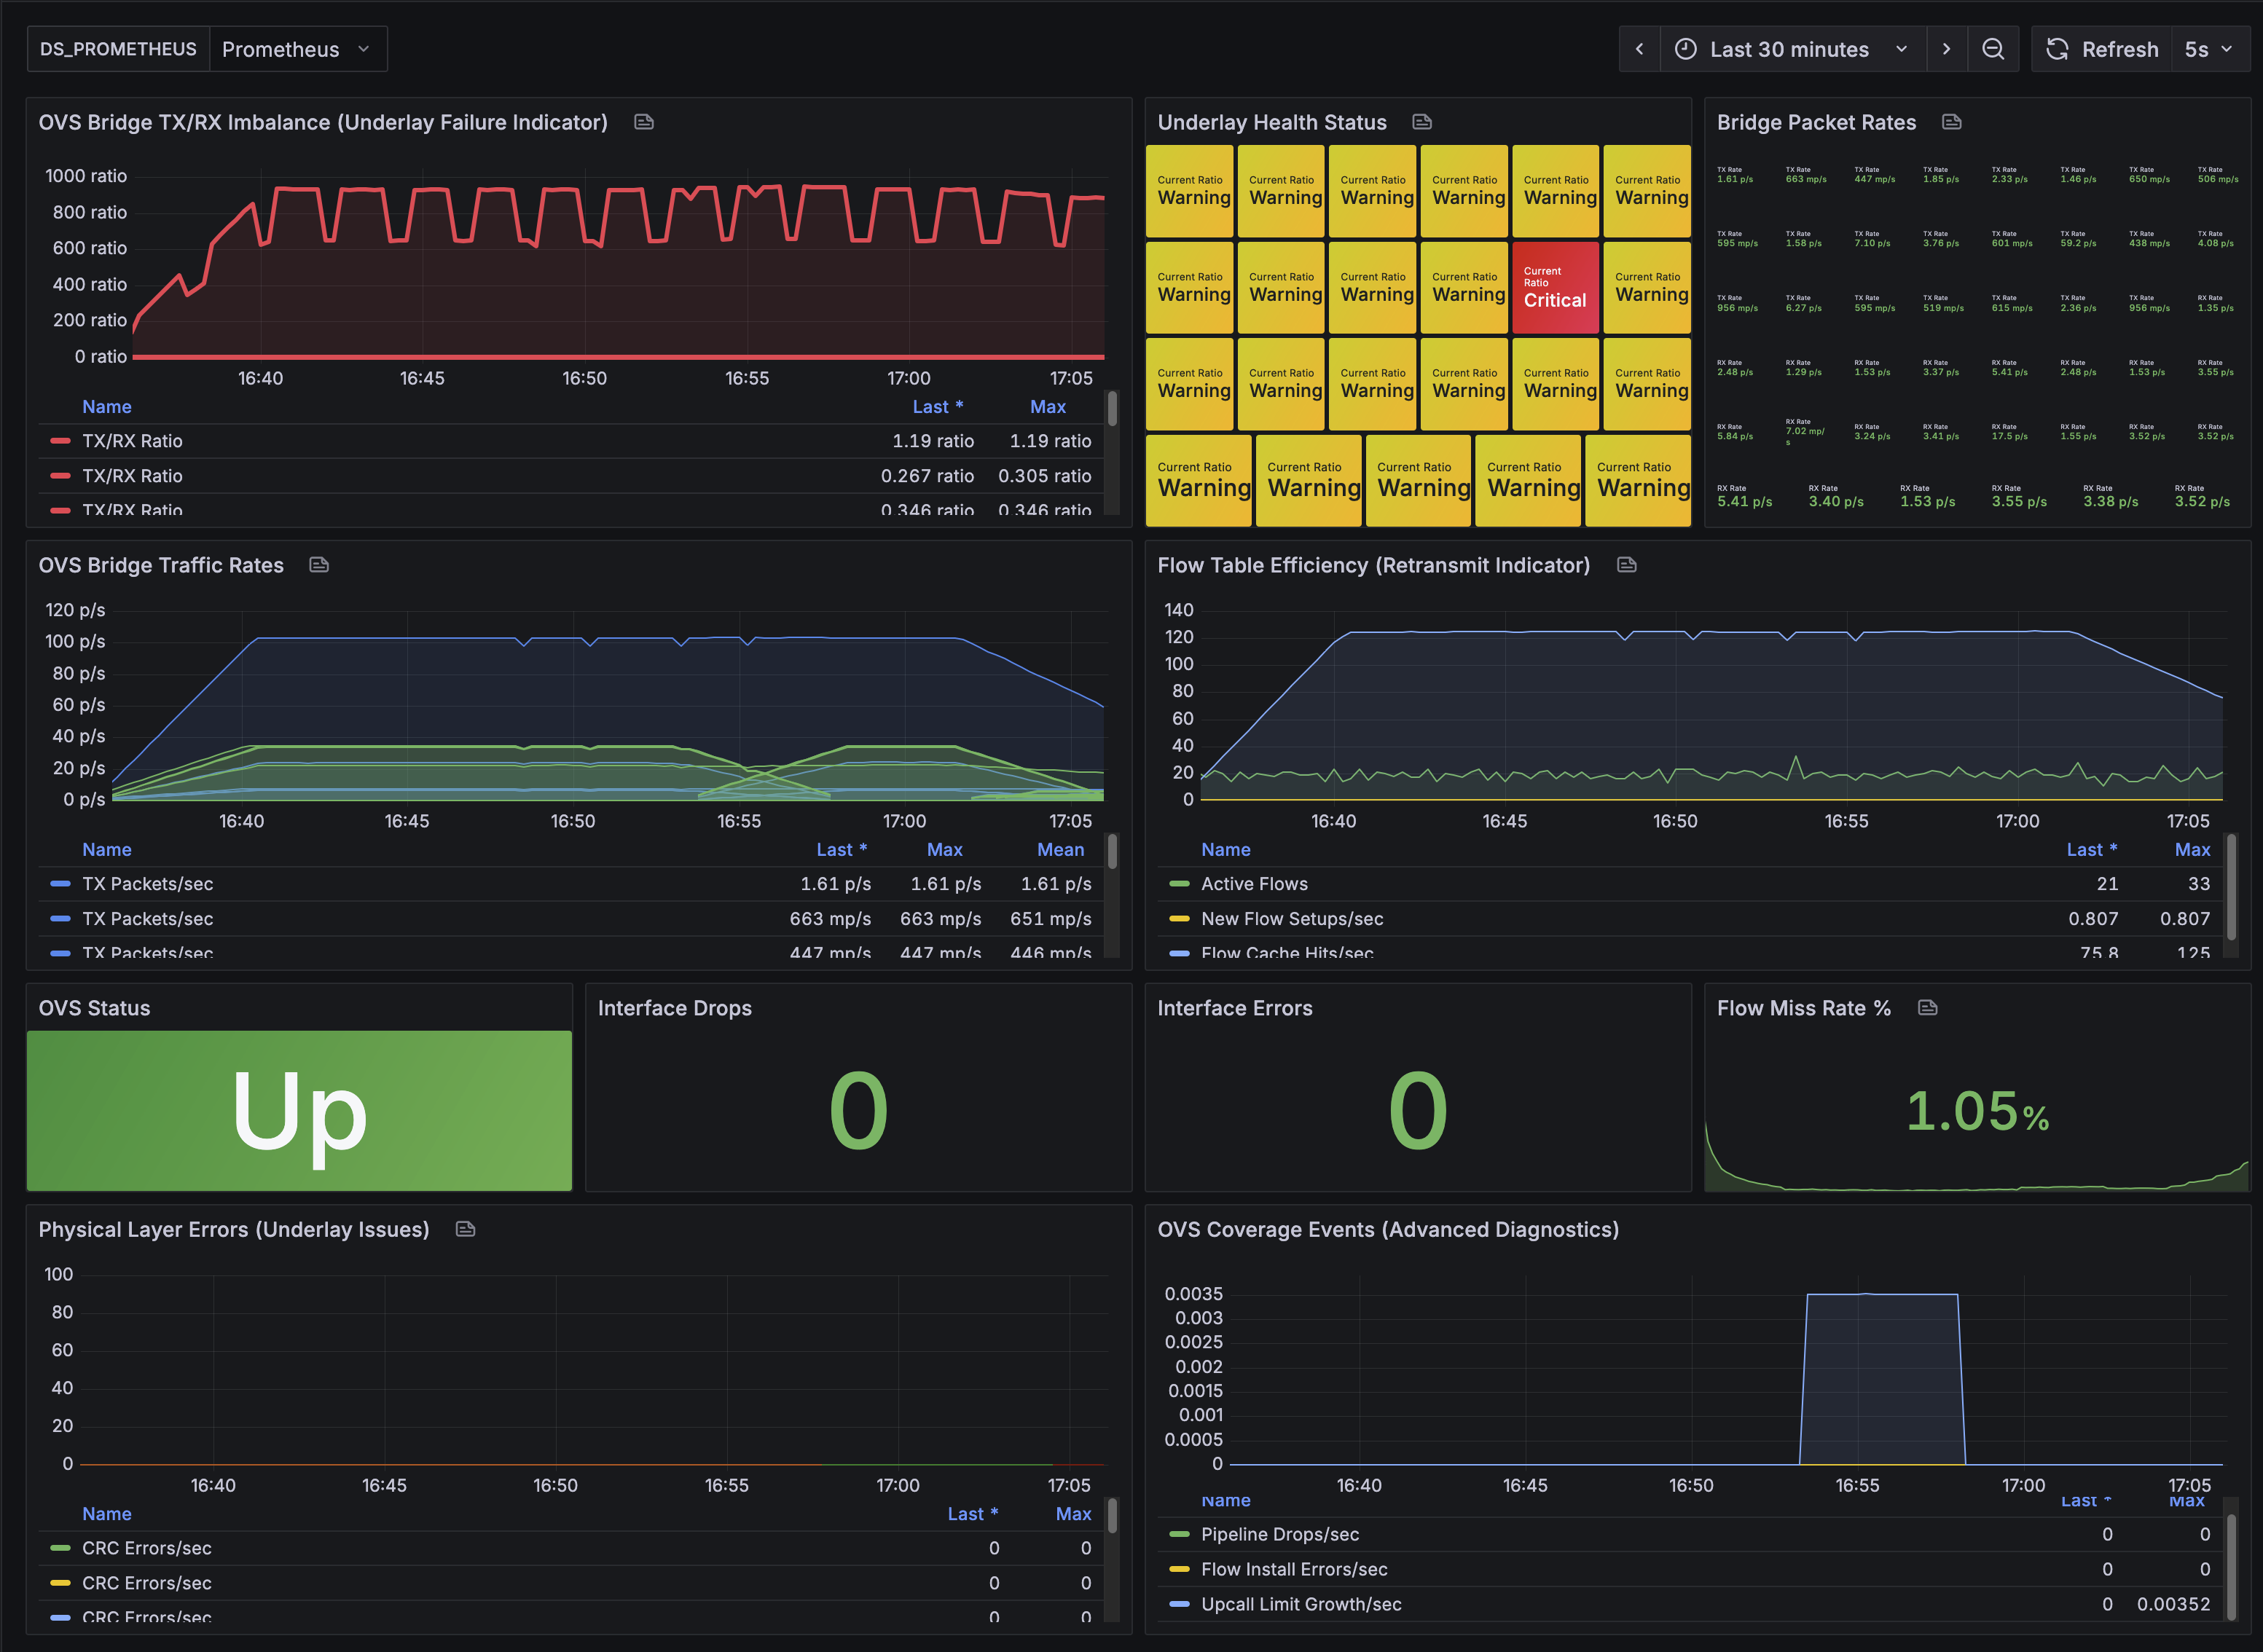 DS_PROMETHEUS Prometheus Last 30 minutes Refresh 5s
OVS Bridge TX/RX Imbalance (Underlay Failure Indicator)
1000 ratio
800 ratio
600 ratio
400 ratio
200 ratio
0 ratio
16:40 16:45 16:50 16:55 17:00 17:05
Name Last * Max
TX/RX Ratio 1.19 ratio 1.19 ratio
TX/RX Ratio 0.267 ratio 0.305 ratio
TX/RX Ratio 0.346 ratio 0.346 ratio
Underlay Health Status
Current Ratio Current Ratio Current Ratio Current Ratio Current Ratio Current Ratio
Warning Warning Warning Warning Warning Warning
Current Ratio Current Ratio Current Ratio Current Ratio Current Ratio Current Ratio
Warning Warning Warning Warning Critical Warning
Current Ratio Current Ratio Current Ratio Current Ratio Current Ratio Current Ratio
Warning Warning Warning Warning Warning Warning
Current Ratio Current Ratio Current Ratio Current Ratio Current Ratio
Warning Warning Warning Warning Warning
Bridge Packet Rates
TX Rate TX Rate TX Rate TX Rate TX Rate TX Rate TX Rate TX Rate
1.61 p/s 663 mp/s 447 mp/s 1.85 p/s 2.33 p/s 1.46 p/s 650 mp/s 506 mp/s
TX Rate TX Rate TX Rate TX Rate TX Rate TX Rate TX Rate TX Rate
595 mp/s 1.58 p/s 7.10 p/s 3.76 p/s 601 mp/s 59.2 p/s 438 mp/s 4.08 p/s
TX Rate TX Rate TX Rate TX Rate TX Rate TX Rate TX Rate RX Rate
956 mp/s 6.27 p/s 595 mp/s 519 mp/s 615 mp/s 2.36 p/s 956 mp/s 1.35 p/s
RX Rate RX Rate RX Rate RX Rate RX Rate RX Rate RX Rate RX Rate
2.48 p/s 1.29 p/s 1.53 p/s 3.37 p/s 5.41 p/s 2.48 p/s 1.53 p/s 3.55 p/s
RX Rate RX Rate RX Rate RX Rate RX Rate RX Rate RX Rate RX Rate
5.84 p/s 7.02 mp/s 3.24 p/s 3.41 p/s 17.5 p/s 1.55 p/s 3.52 p/s 3.52 p/s
RX Rate RX Rate RX Rate RX Rate RX Rate RX Rate
5.41 p/s 3.40 p/s 1.53 p/s 3.55 p/s 3.38 p/s 3.52 p/s
OVS Bridge Traffic Rates
120 p/s
100 p/s
80 p/s
60 p/s
40 p/s
20 p/s
0 p/s
16:40 16:45 16:50 16:55 17:00 17:05
Name Last * Max Mean
TX Packets/sec 1.61 p/s 1.61 p/s 1.61 p/s
TX Packets/sec 663 mp/s 663 mp/s 651 mp/s
TX Packets/sec 447 mp/s 447 mp/s 446 mp/s
Flow Table Efficiency (Retransmit Indicator)
140
120
100
80
60
40
20
0
16:40 16:45 16:50 16:55 17:00 17:05
Name Last * Max
Active Flows 21 33
New Flow Setups/sec 0.807 0.807
Flow Cache Hits/sec 75.8 125
OVS Status
Up
Interface Drops
0
Interface Errors
0
Flow Miss Rate %
1.05%
Physical Layer Errors (Underlay Issues)
100
80
60
40
20
0
16:40 16:45 16:50 16:55 17:00 17:05
Name Last * Max
CRC Errors/sec 0 0
CRC Errors/sec 0 0
CRC Errors/sec 0 0
OVS Coverage Events (Advanced Diagnostics)
0.0035
0.003
0.0025
0.002
0.0015
0.001
0.0005
0
16:40 16:45 16:50 16:55 17:00 17:05
Name Last * Max
Pipeline Drops/sec 0 0
Flow Install Errors/sec 0 0
Upcall Limit Growth/sec 0 0.00352